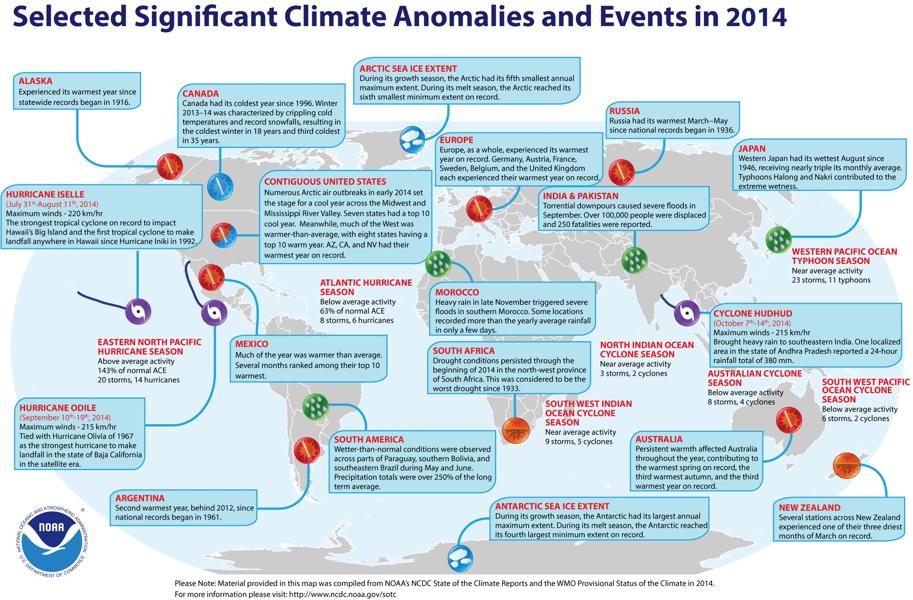 Selected Significant Climate Anomalies and Events in 2014
ALASKA
Experienced its warmest year since
statewide records began in 1916.
CANADA
Canada had its coldest year since 1996. Winter
2013–14 was characterized by crippling cold
temperatures and record snowfalls, resulting in
the coldest winter in 18 years and third coldest
in 35 years.
ARCTIC SEA ICE EXTENT
During its growth season, the Arctic had its fifth smallest annual
maximum extent. During its melt season, the Arctic reached its
sixth smallest minimum extent on record.
EUROPE
Europe, as a whole, experienced its warmest
year on record. Germany, Austria, France,
Sweden, Belgium, and the United Kingdom
each experienced their warmest year on record.
RUSSIA
Russia had its warmest March–May
since national records began in 1936.
JAPAN
Western Japan had its wettest August since
1946, receiving nearly triple its monthly average.
Typhoons Halong and Nakri contributed to the
extreme wetness.
HURRICANE ISELLE
(July 31st-August 11th, 2014)
Maximum winds - 220 km/hr
The strongest tropical cyclone on record to impact
Hawaii's Big Island and the first tropical cyclone to make
landfall anywhere in Hawaii since Hurricane Iniki in 1992.
CONTIGUOUS UNITED STATES
Numerous Arctic air outbreaks in early 2014 set
the stage for a cool year across the Midwest and
Mississippi River Valley. Seven states had a top 10
cool year. Meanwhile, much of the West was
warmer-than-average, with eight states having a
top 10 warm year. AZ, CA, and NV had their
warmest year on record.
INDIA & PAKISTAN
Torrential downpours caused severe floods in
September. Over 100,000 people were displaced
and 250 fatalities were reported.
WESTERN PACIFIC OCEAN
TYPHOON SEASON
Near average activity
23 storms, 11 typhoons
ATLANTIC HURRICANE
SEASON
Below average activity
63% of normal ACE
8 storms, 6 hurricanes
MOROCCO
Heavy rain in late November triggered severe
floods in southern Morocco. Some locations
recorded more than the yearly average rainfall
in only a few days.
CYCLONE HUDHUD
(October 7th-14th, 2014)
Maximum winds - 215 km/hr
Brought heavy rain to southeastern India. One localized
area in the state of Andhra Pradesh reported a 24-hour
rainfall total of 380 mm.
EASTERN NORTH PACIFIC
HURRICANE SEASON
Above average activity
143% of normal ACE
20 storms, 14 hurricanes
MEXICO
Much of the year was warmer than average.
Several months ranked among their top 10
warmest.
SOUTH AFRICA
Drought conditions persisted through the
beginning of 2014 in the north-west province
of South Africa. This was considered to be the
worst drought since 1933.
NORTH INDIAN OCEAN
CYCLONE SEASON
Near average activity
3 storms, 2 cyclones
AUSTRALIAN CYCLONE
SEASON
Below average activity
8 storms, 4 cyclones
SOUTH WEST PACIFIC
OCEAN CYCLONE
SEASON
Below average activity
6 storms, 2 cyclones
HURRICANE ODILE
(September 10th-19th, 2014)
Maximum winds - 215 km/hr
Tied with Hurricane Olivia of 1967
as the strongest hurricane to make
landfall in the state of Baja California
in the satellite era.
SOUTH WEST INDIAN
OCEAN CYCLONE
SEASON
Near average activity
9 storms, 5 cyclones
SOUTH AMERICA
Wetter-than-normal conditions were observed
across parts of Paraguay, southern Bolivia, and
southeastern Brazil during May and June.
Precipitation totals were over 250% of the long
term average.
AUSTRALIA
Persistent warmth affected Australia
throughout the year, contributing to
the warmest spring on record, the
third warmest autumn, and the third
warmest year on record.
ARGENTINA
Second warmest year, behind 2012, since
national records began in 1961.
ANTARCTIC SEA ICE EXTENT
During its growth season, the Antarctic had its largest annual
maximum extent. During its melt season, the Antarctic reached
its fourth largest minimum extent on record.
NEW ZEALAND
Several stations across New Zealand
experienced one of their three driest
months of March on record.
NATIONAL OCEANIC AND ATMOSPHERIC ADMINISTRATION
NOAA
U.S. DEPARTMENT OF COMMERCE
Please Note: Material provided in this map was compiled from NOAA's NCDC State of the Climate Reports and the WMO Provisional Status of the Climate in 2014.
For more information please visit: http://www.ncdc.noaa.gov/sotc